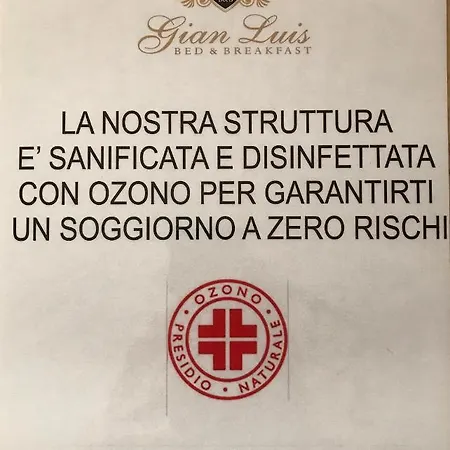 Gian Luis
BED & BREAKFAST
LA NOSTRA STRUTTURA
E' SANIFICATA E DISINFETTATA
CON OZONO PER GARANTIRTI
UN SOGGIORNO A ZERO RISCHI
• OZONO •
PRESIDIO • NATURALE